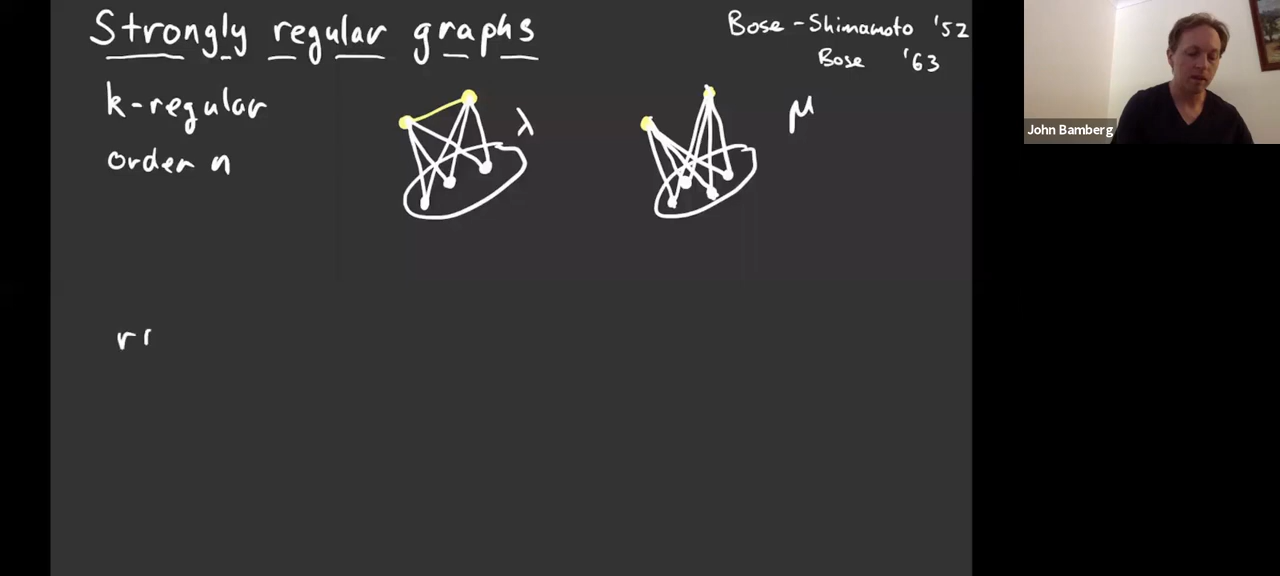 Strongly regular graphs
Bose-Shimamoto '52
Bose '63
k-regular
order n
λ
μ
John Bamberg